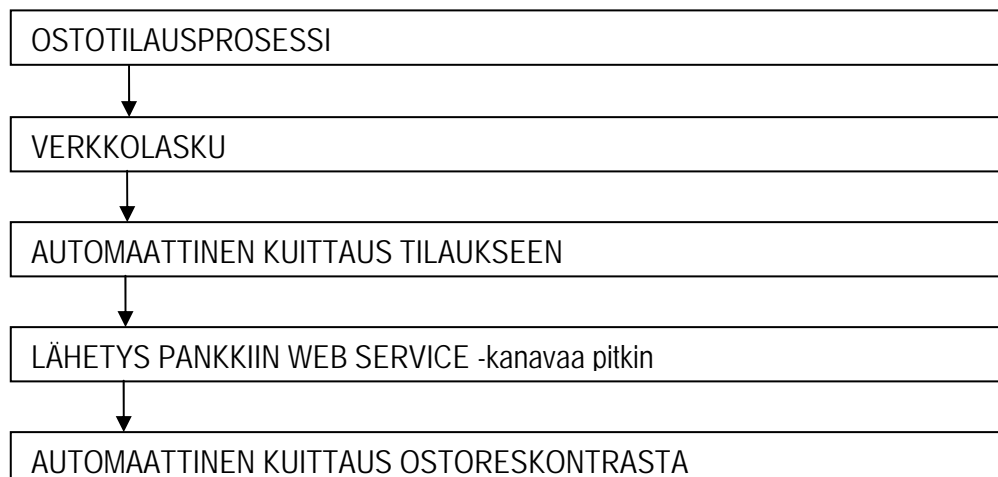 OSTOTILAUSPROSESSI
VERKKOLASKU
AUTOMAATTINEN KUITTAUS TILAUKSEEN
LÄHETYS PANKKIIN WEB SERVICE -kanavaa pitkin
AUTOMAATTINEN KUITTAUS OSTORESKONTRASTA